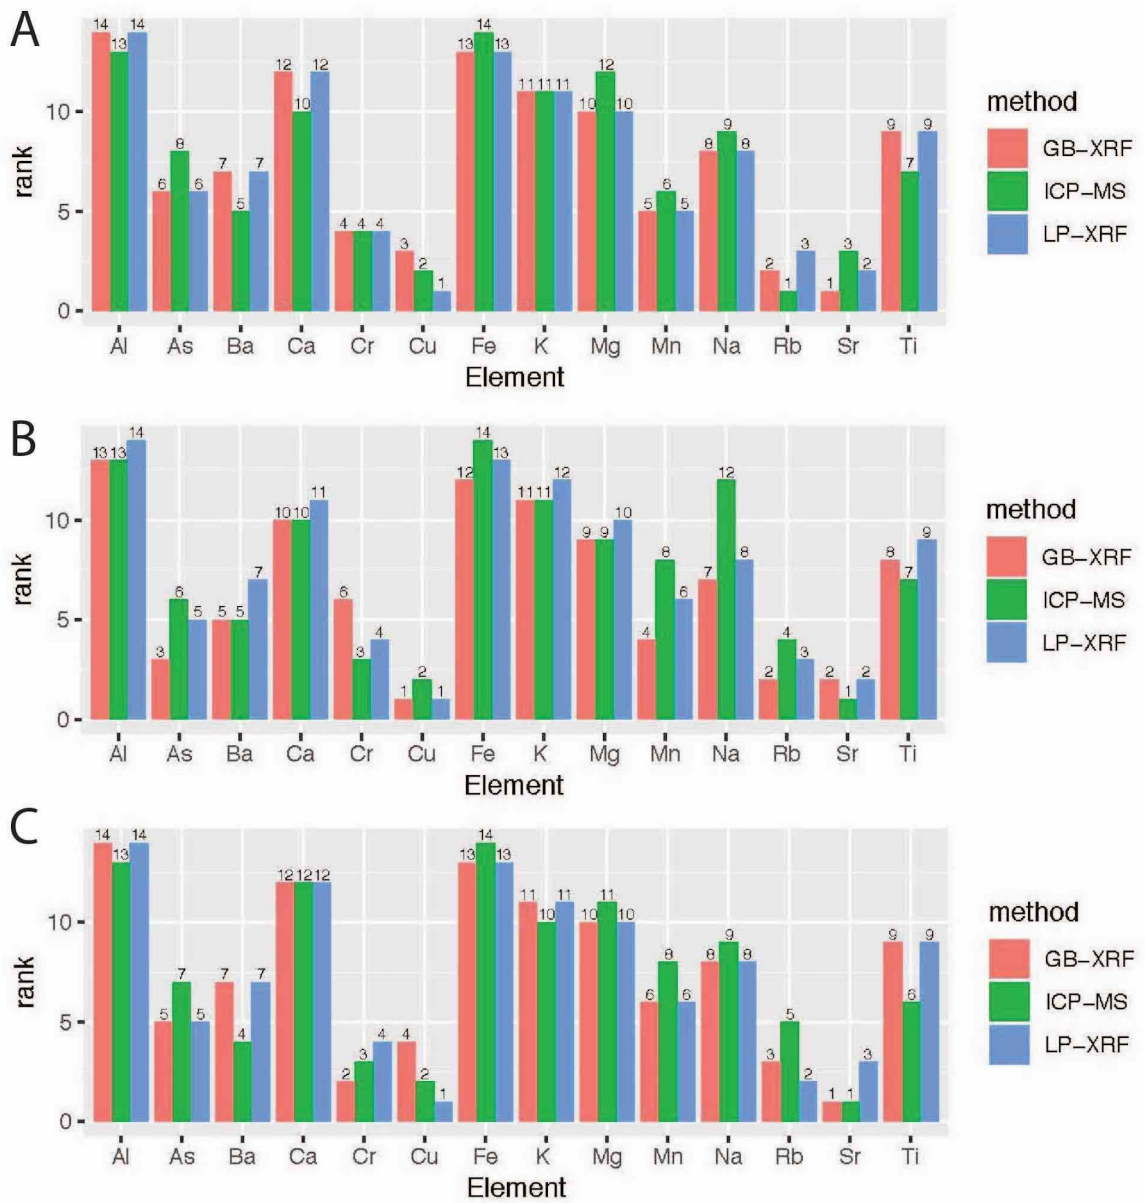 A
14 13 14 6 8 6 7 5 7 12 10 12 4 4 4 3 2 1 13 14 13 11 11 11 10 12 10 5 6 5 8 9 8 2 1 3 1 3 2 9 7 9
10
5
0
rank
Al As Ba Ca Cr Cu Fe K Mg Mn Na Rb Sr Ti
Element
method
GB-XRF
ICP-MS
LP-XRF
B
13 13 14 3 6 5 5 5 7 10 10 11 6 3 4 1 2 1 12 14 13 11 11 12 9 9 10 4 8 6 7 12 8 2 4 3 2 1 2 8 7 9
10
5
0
rank
Al As Ba Ca Cr Cu Fe K Mg Mn Na Rb Sr Ti
Element
method
GB-XRF
ICP-MS
LP-XRF
C
14 13 14 5 7 5 7 4 7 12 12 12 2 3 4 4 2 1 13 14 13 11 10 11 10 11 10 6 8 6 8 9 8 3 5 2 1 1 3 9 6 9
10
5
0
rank
Al As Ba Ca Cr Cu Fe K Mg Mn Na Rb Sr Ti
Element
method
GB-XRF
ICP-MS
LP-XRF